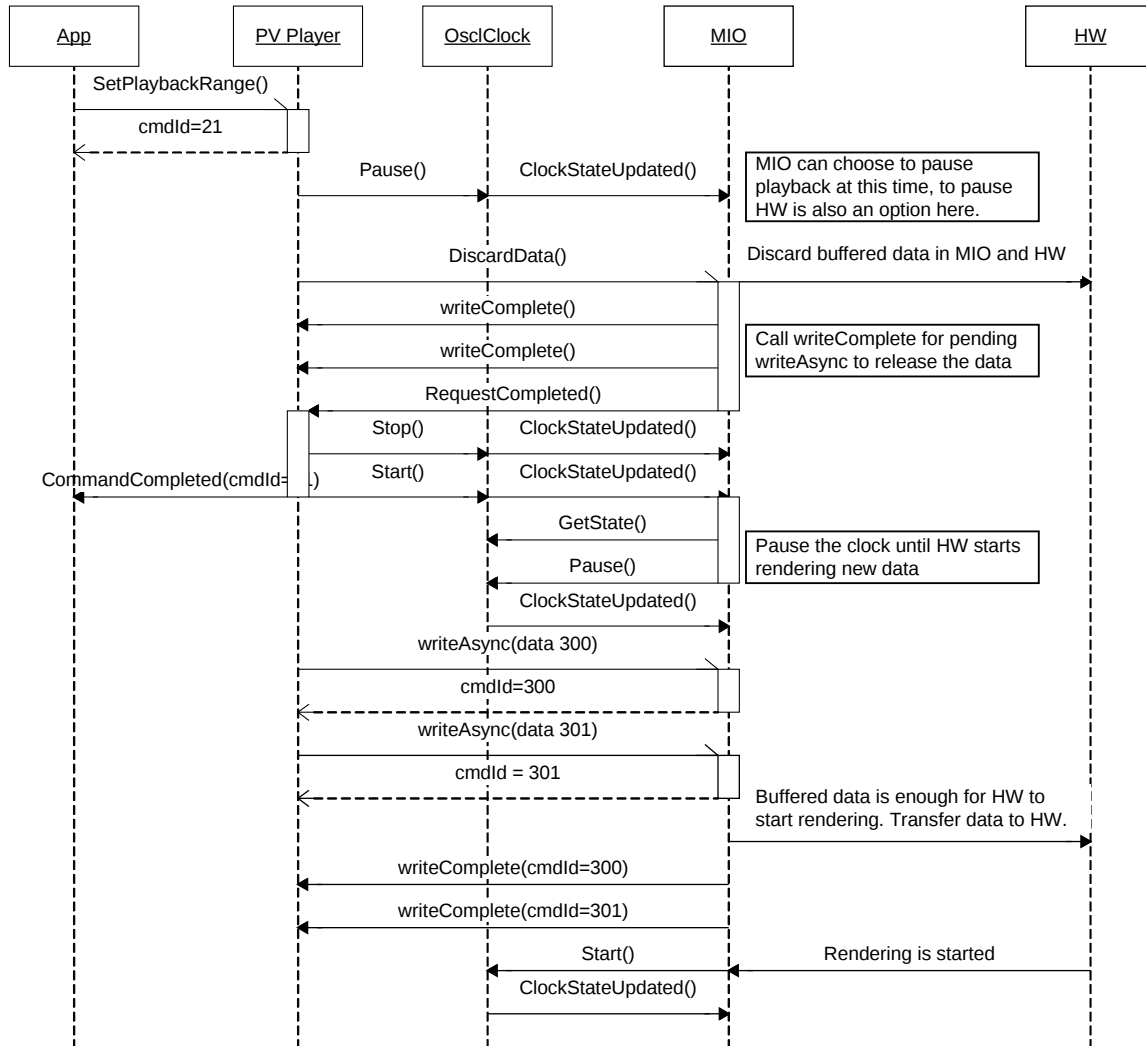 App
PV Player
OsclClock
MIO
HW
SetPlaybackRange()
cmdId=21
Pause()
ClockStateUpdated()
MIO can choose to pause
playback at this time, to pause
HW is also an option here.
DiscardData()
Discard buffered data in MIO and HW
writeComplete()
Call writeComplete for pending
writeAsync to release the data
writeComplete()
RequestCompleted()
Stop()
ClockStateUpdated()
CommandCompleted(cmdId= 1)
Start()
ClockStateUpdated()
GetState()
Pause the clock until HW starts
rendering new data
Pause()
ClockStateUpdated()
writeAsync(data 300)
cmdId=300
writeAsync(data 301)
cmdId = 301
Buffered data is enough for HW to
start rendering. Transfer data to HW.
writeComplete(cmdId=300)
writeComplete(cmdId=301)
Start()
Rendering is started
ClockStateUpdated()